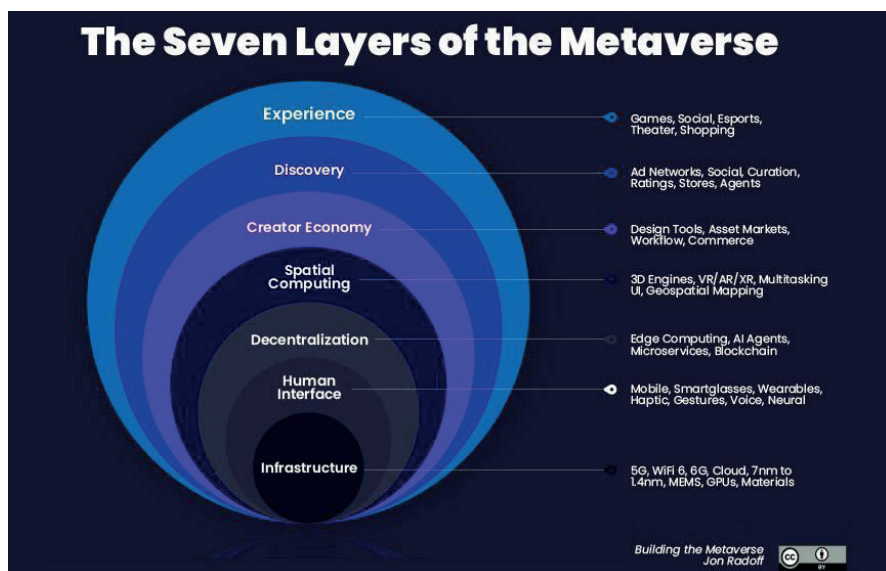 The Seven Layers of the Metaverse
Experience
Games, Social, Esports,
Theater, Shopping
Discovery
Ad Networks, Social, Curation,
Ratings, Stores, Agents
Creator Economy
Design Tools, Asset Markets,
Workflow, Commerce
Spatial
Computing
3D Engines, VR/AR/XR, Multitasking
UI, Geospatial Mapping
Decentralization
Edge Computing, AI Agents,
Microservices, Blockchain
Human
Interface
Mobile, Smartglasses, Wearables,
Haptic, Gestures, Voice, Neural
Infrastructure
5G, WiFi 6, 6G, Cloud, 7nm to
1.4nm, MEMS, GPUs, Materials
Building the Metaverse
Jon Radoff
cc
BY